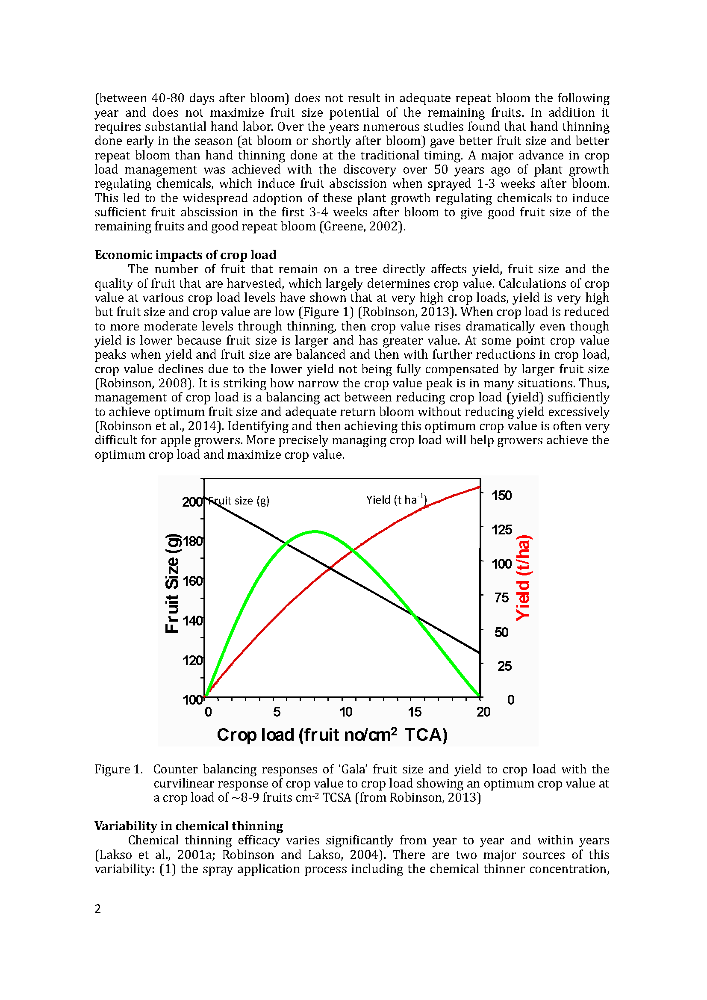 (between 40-80 days after bloom) does not result in adequate repeat bloom the following
year and does not maximize fruit size potential of the remaining fruits. In addition it
requires substantial hand labor. Over the years numerous studies found that hand thinning
done early in the season (at bloom or shortly after bloom) gave better fruit size and better
repeat bloom than hand thinning done at the traditional timing. A major advance in crop
load management was achieved with the discovery over 50 years ago of plant growth
regulating chemicals, which induce fruit abscission when sprayed 1-3 weeks after bloom.
This led to the widespread adoption of these plant growth regulating chemicals to induce
sufficient fruit abscission in the first 3-4 weeks after bloom to give good fruit size of the
remaining fruits and good repeat bloom (Greene, 2002).
Economic impacts of crop load
The number of fruit that remain on a tree directly affects yield, fruit size and the
quality of fruit that are harvested, which largely determines crop value. Calculations of crop
value at various crop load levels have shown that at very high crop loads, yield is very high
but fruit size and crop value are low (Figure 1) (Robinson, 2013). When crop load is reduced
to more moderate levels through thinning, then crop value rises dramatically even though
yield is lower because fruit size is larger and has greater value. At some point crop value
peaks when yield and fruit size are balanced and then with further reductions in crop load,
crop value declines due to the lower yield not being fully compensated by larger fruit size
(Robinson, 2008). It is striking how narrow the crop value peak is in many situations. Thus,
management of crop load is a balancing act between reducing crop load (yield) sufficiently
to achieve optimum fruit size and adequate return bloom without reducing yield excessively
(Robinson et al., 2014). Identifying and then achieving this optimum crop value is often very
difficult for apple growers. More precisely managing crop load will help growers achieve the
optimum crop load and maximize crop value.
Fruit size (g)
Yield (t ha⁻¹)
Fruit Size (g)
200
180
160
140
120
100
150
125
100
75
50
25
0
Yield (t/ha)
0 5 10 15 20
Crop load (fruit no/cm² TCA)
Figure 1. Counter balancing responses of ‘Gala’ fruit size and yield to crop load with the
curvilinear response of crop value to crop load showing an optimum crop value at
a crop load of ~8-9 fruits cm⁻² TCSA (from Robinson, 2013)
Variability in chemical thinning
Chemical thinning efficacy varies significantly from year to year and within years
(Lakso et al., 2001a; Robinson and Lakso, 2004). There are two major sources of this
variability: (1) the spray application process including the chemical thinner concentration,
2